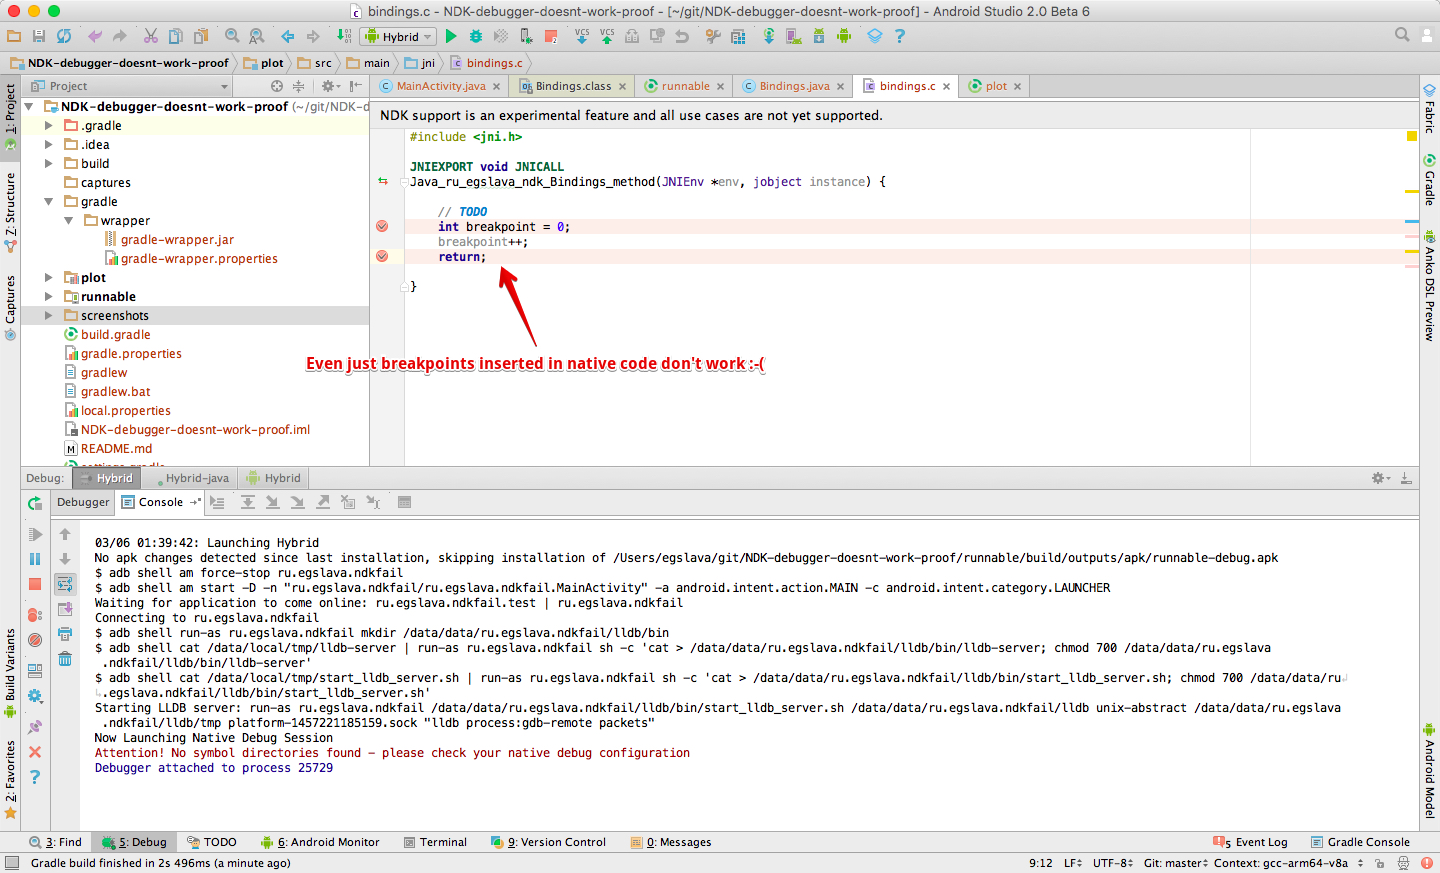 bindings.c - NDK-debugger-doesnt-work-proof - [~/git/NDK-debugger-doesnt-work-proof] - Android Studio 2.0 Beta 6
Hybrid
VCS VCS
NDK-debugger-doesnt-work-proof plot src main jni bindings.c
1: Project
Z: Structure
Captures
Build Variants
2: Favorites
Project
NDK-debugger-doesnt-work-proof (~/git/NDK-d
.gradle
.idea
build
captures
gradle
wrapper
gradle-wrapper.jar
gradle-wrapper.properties
plot
runnable
screenshots
build.gradle
gradle.properties
gradlew
gradlew.bat
local.properties
NDK-debugger-doesnt-work-proof.iml
README.md
settings.gradle
MainActivity.java Bindings.class runnable Bindings.java bindings.c plot
NDK support is an experimental feature and all use cases are not yet supported.
#include <jni.h>
JNIEXPORT void JNICALL
Java_ru_egslava_ndk_Bindings_method(JNIEnv *env, jobject instance) {
// TODO
int breakpoint = 0;
breakpoint++;
return;
}
Even just breakpoints inserted in native code don't work :-(
Fabric
Gradle
Anko DSL Preview
Android Model
Debug: Hybrid Hybrid-java Hybrid
Debugger Console
03/06 01:39:42: Launching Hybrid
No apk changes detected since last installation, skipping installation of /Users/egslava/git/NDK-debugger-doesnt-work-proof/runnable/build/outputs/apk/runnable-debug.apk
$ adb shell am force-stop ru.egslava.ndkfail
$ adb shell am start -D -n "ru.egslava.ndkfail/ru.egslava.ndkfail.MainActivity" -a android.intent.action.MAIN -c android.intent.category.LAUNCHER
Waiting for application to come online: ru.egslava.ndkfail.test | ru.egslava.ndkfail
Connecting to ru.egslava.ndkfail
$ adb shell run-as ru.egslava.ndkfail mkdir /data/data/ru.egslava.ndkfail/lldb/bin
$ adb shell cat /data/local/tmp/lldb-server | run-as ru.egslava.ndkfail sh -c 'cat > /data/data/ru.egslava.ndkfail/lldb/bin/lldb-server; chmod 700 /data/data/ru.egslava
.ndkfail/lldb/bin/lldb-server'
$ adb shell cat /data/local/tmp/start_lldb_server.sh | run-as ru.egslava.ndkfail sh -c 'cat > /data/data/ru.egslava.ndkfail/lldb/bin/start_lldb_server.sh; chmod 700 /data/data/ru
.egslava.ndkfail/lldb/bin/start_lldb_server.sh'
Starting LLDB server: run-as ru.egslava.ndkfail /data/data/ru.egslava.ndkfail/lldb/bin/start_lldb_server.sh /data/data/ru.egslava.ndkfail/lldb unix-abstract /data/data/ru.egslava
.ndkfail/lldb/tmp platform-1457221185159.sock "lldb process:gdb-remote packets"
Now Launching Native Debug Session
Attention! No symbol directories found - please check your native debug configuration
Debugger attached to process 25729
3: Find 5: Debug TODO 6: Android Monitor Terminal 9: Version Control 0: Messages 5 Event Log Gradle Console
Gradle build finished in 2s 496ms (a minute ago) 9:12 LF UTF-8 Git: master Context: gcc-arm64-v8a